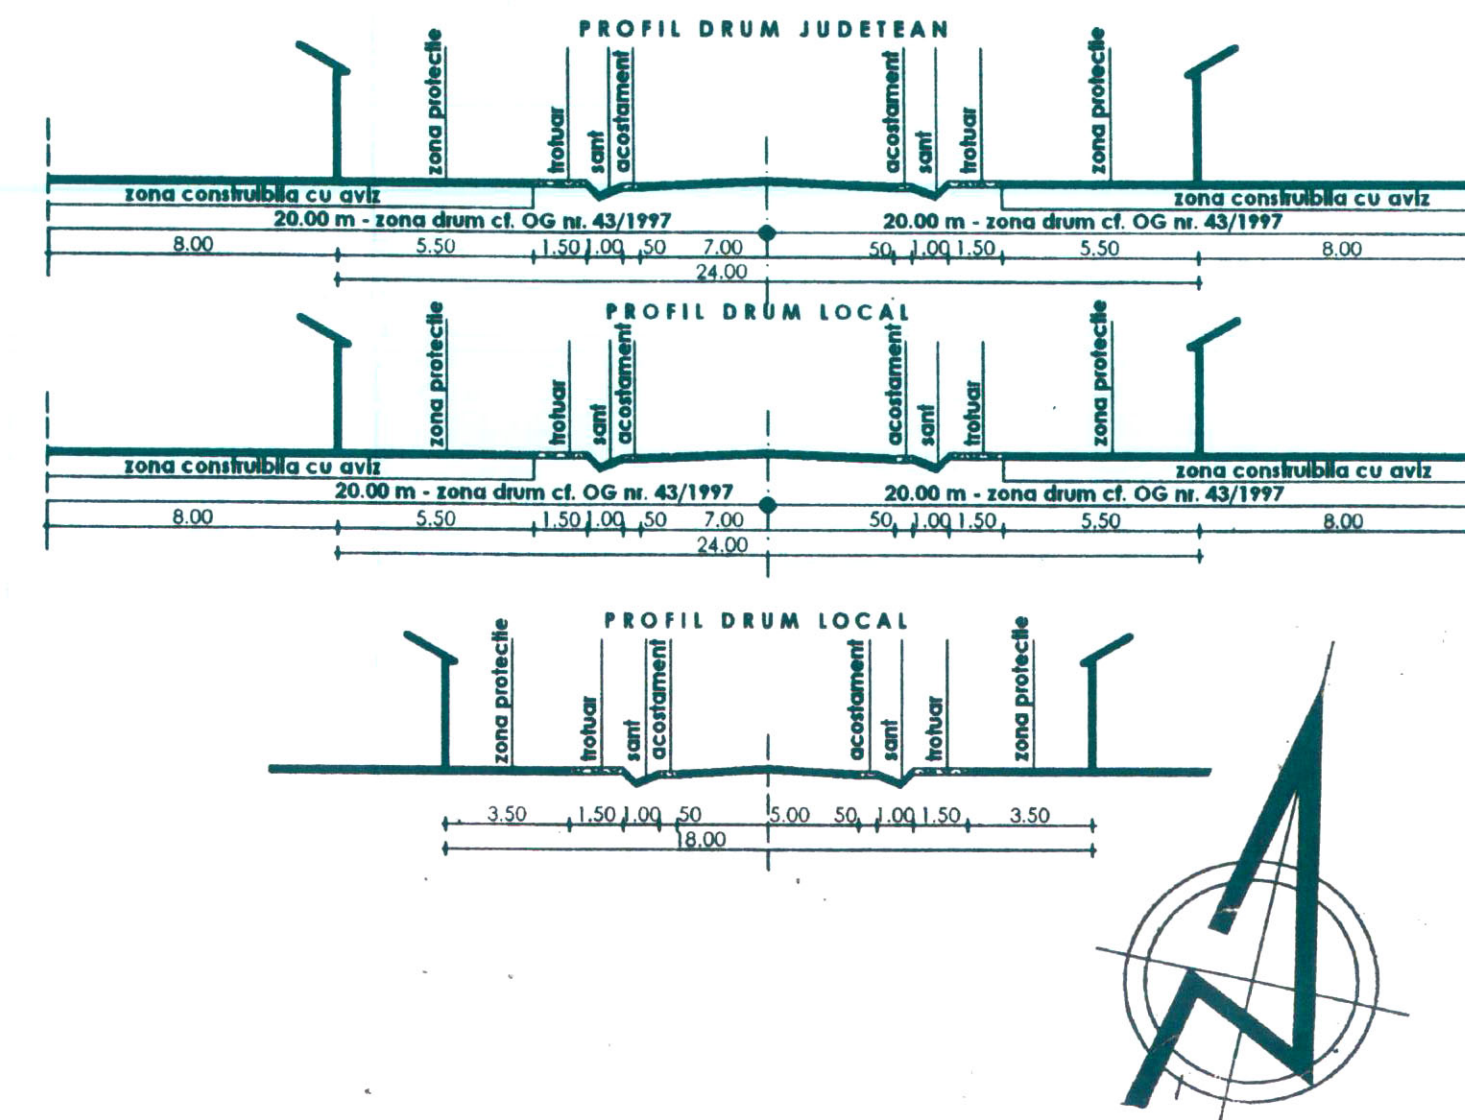 PROFIL DRUM JUDETEAN
zona protectie trotuar sant acostament acostament sant trotuar zona protectie
zona construibila cu aviz zona construibila cu aviz
20.00 m - zona drum cf. OG nr. 43/1997 20.00 m - zona drum cf. OG nr. 43/1997
8.00 5.50 1.50 1.00 50 7.00 50 1.00 1.50 5.50 8.00
24.00
PROFIL DRUM LOCAL
zona protectie trotuar sant acostament acostament sant trotuar zona protectie
zona construibila cu aviz zona construibila cu aviz
20.00 m - zona drum cf. OG nr. 43/1997 20.00 m - zona drum cf. OG nr. 43/1997
8.00 5.50 1.50 1.00 50 7.00 50 1.00 1.50 5.50 8.00
24.00
PROFIL DRUM LOCAL
zona protectie trotuar sant acostament acostament sant trotuar zona protectie
3.50 1.50 1.00 50 5.00 50 1.00 1.50 3.50
18.00